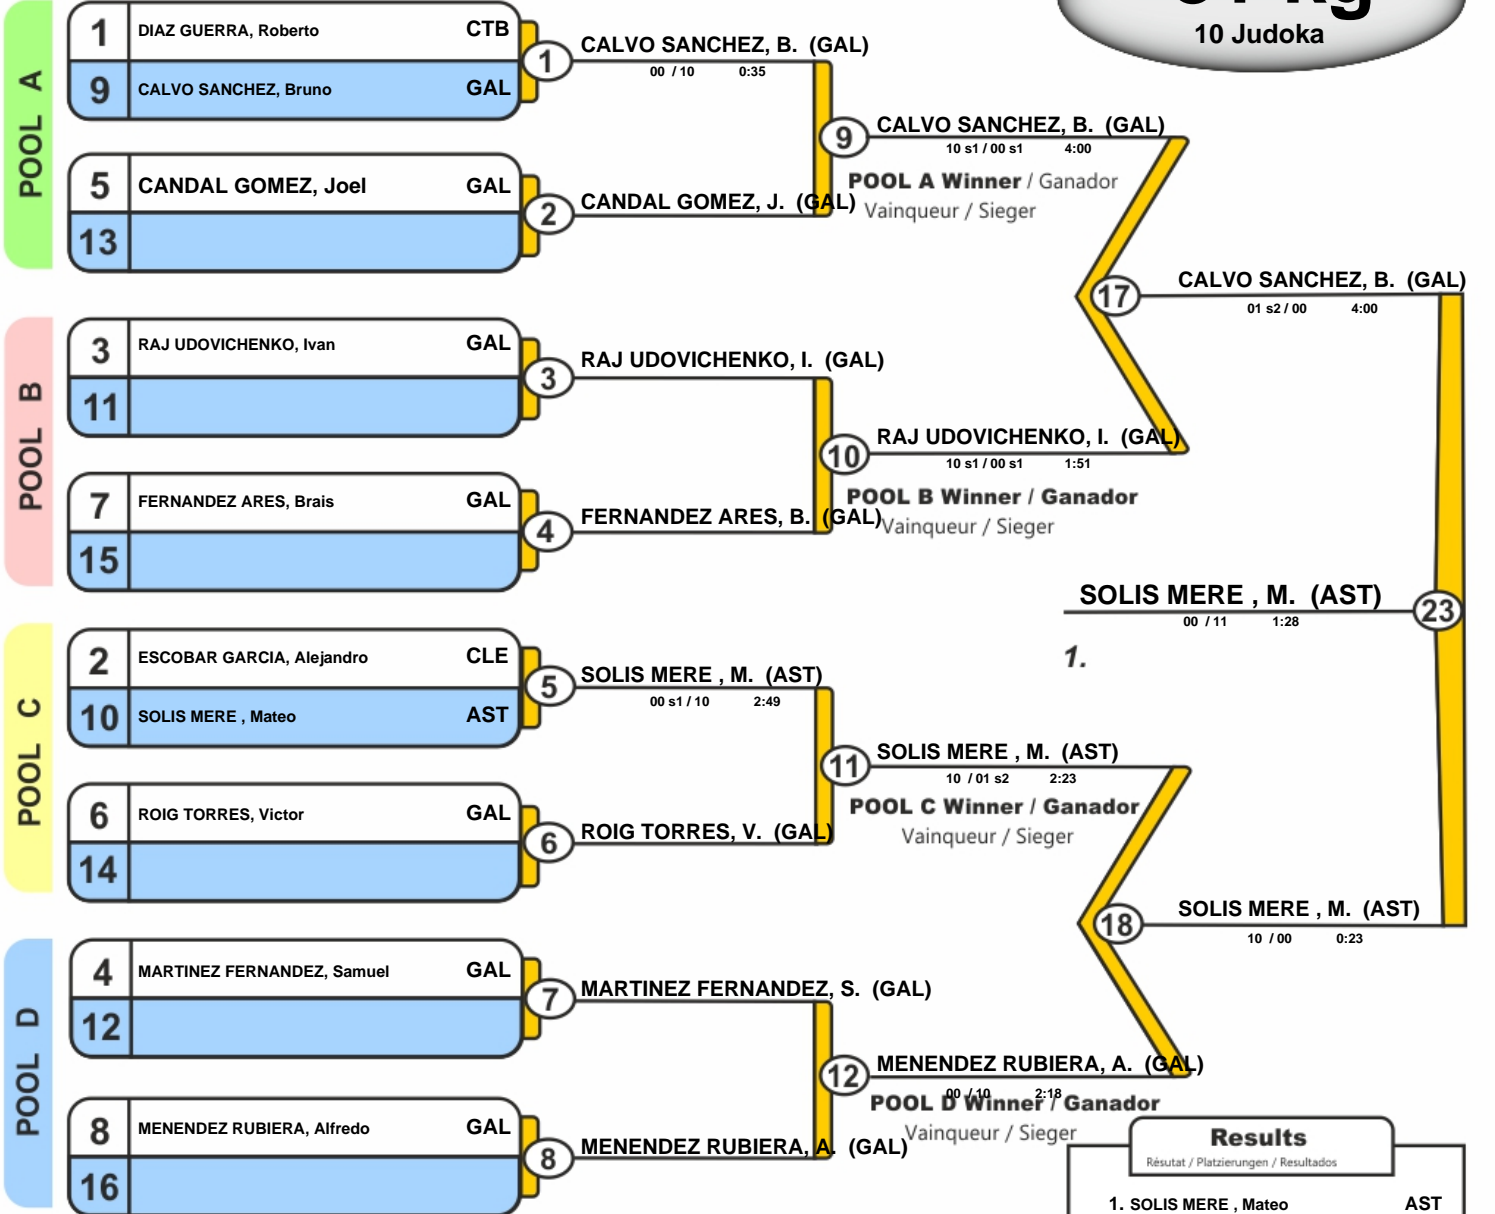 10 Judoka
POOL A
1 DIAZ GUERRA, Roberto CTB
9 CALVO SANCHEZ, Bruno GAL
1 CALVO SANCHEZ, B. (GAL)
00 / 10 0:35
5 CANDAL GOMEZ, Joel GAL
13
2 CANDAL GOMEZ, J. (GAL)
9 CALVO SANCHEZ, B. (GAL)
10 s1 / 00 s1 4:00
POOL A Winner / Ganador
Vainqueur / Sieger
POOL B
3 RAJ UDOVICHENKO, Ivan GAL
11
3 RAJ UDOVICHENKO, I. (GAL)
7 FERNANDEZ ARES, Brais GAL
15
4 FERNANDEZ ARES, B. (GAL)
10 RAJ UDOVICHENKO, I. (GAL)
10 s1 / 00 s1 1:51
POOL B Winner / Ganador
Vainqueur / Sieger
17 CALVO SANCHEZ, B. (GAL)
01 s2 / 00 4:00
SOLIS MERE , M. (AST) 23
00 / 11 1:28
1.
POOL C
2 ESCOBAR GARCIA, Alejandro CLE
10 SOLIS MERE , Mateo AST
5 SOLIS MERE , M. (AST)
00 s1 / 10 2:49
6 ROIG TORRES, Victor GAL
14
6 ROIG TORRES, V. (GAL)
11 SOLIS MERE , M. (AST)
10 / 01 s2 2:23
POOL C Winner / Ganador
Vainqueur / Sieger
POOL D
4 MARTINEZ FERNANDEZ, Samuel GAL
12
7 MARTINEZ FERNANDEZ, S. (GAL)
8 MENENDEZ RUBIERA, Alfredo GAL
16
8 MENENDEZ RUBIERA, A. (GAL)
12 MENENDEZ RUBIERA, A. (GAL)
00 / 10 2:18
POOL D Winner / Ganador
Vainqueur / Sieger
18 SOLIS MERE , M. (AST)
10 / 00 0:23
Results
Résutat / Platzierungen / Resultados
1. SOLIS MERE , Mateo AST